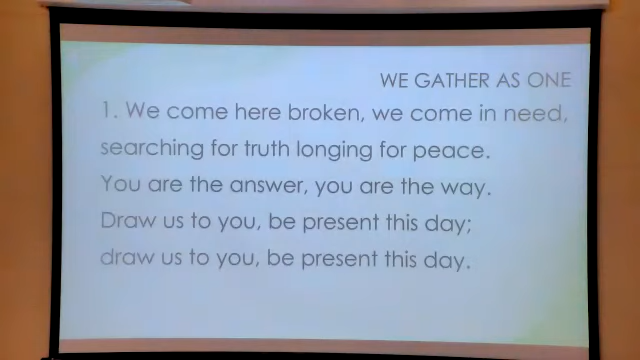 WE GATHER AS ONE
1. We come here broken, we come in need,
searching for truth longing for peace.
You are the answer, you are the way.
Draw us to you, be present this day;
draw us to you, be present this day.